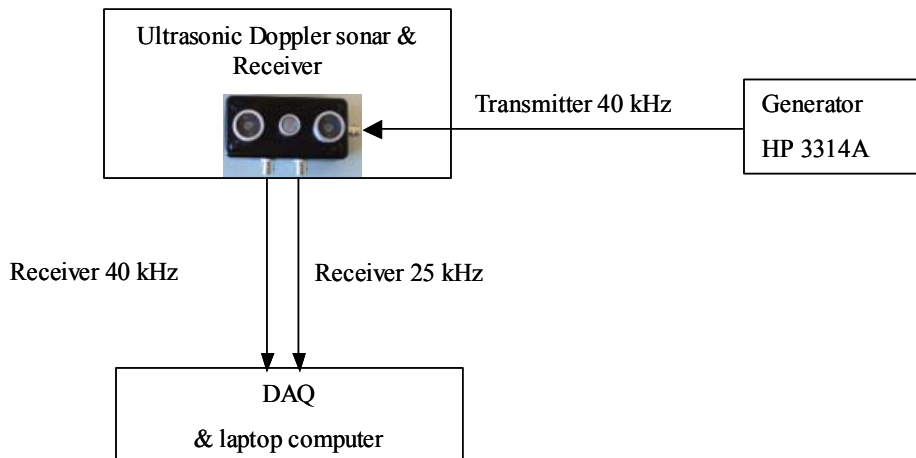 Ultrasonic Doppler sonar &
Receiver
Transmitter 40 kHz
Generator
HP 3314A
Receiver 40 kHz
Receiver 25 kHz
DAQ
& laptop computer